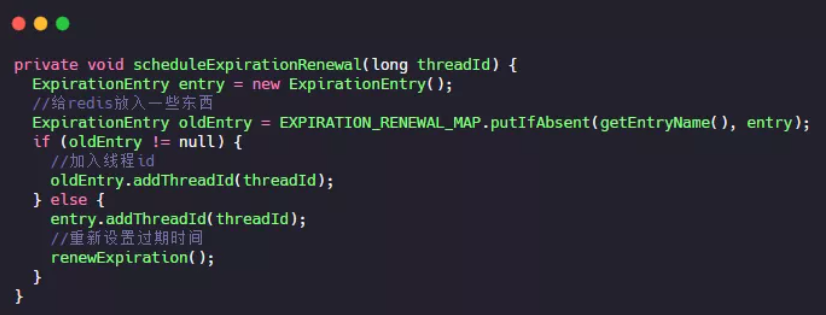 private void scheduleExpirationRenewal(long threadId) {
  ExpirationEntry entry = new ExpirationEntry();
  //给redis放入一些东西
  ExpirationEntry oldEntry = EXPIRATION_RENEWAL_MAP.putIfAbsent(getEntryName(), entry);
  if (oldEntry != null) {
    //加入线程id
    oldEntry.addThreadId(threadId);
  } else {
    entry.addThreadId(threadId);
    //重新设置过期时间
    renewExpiration();
  }
}